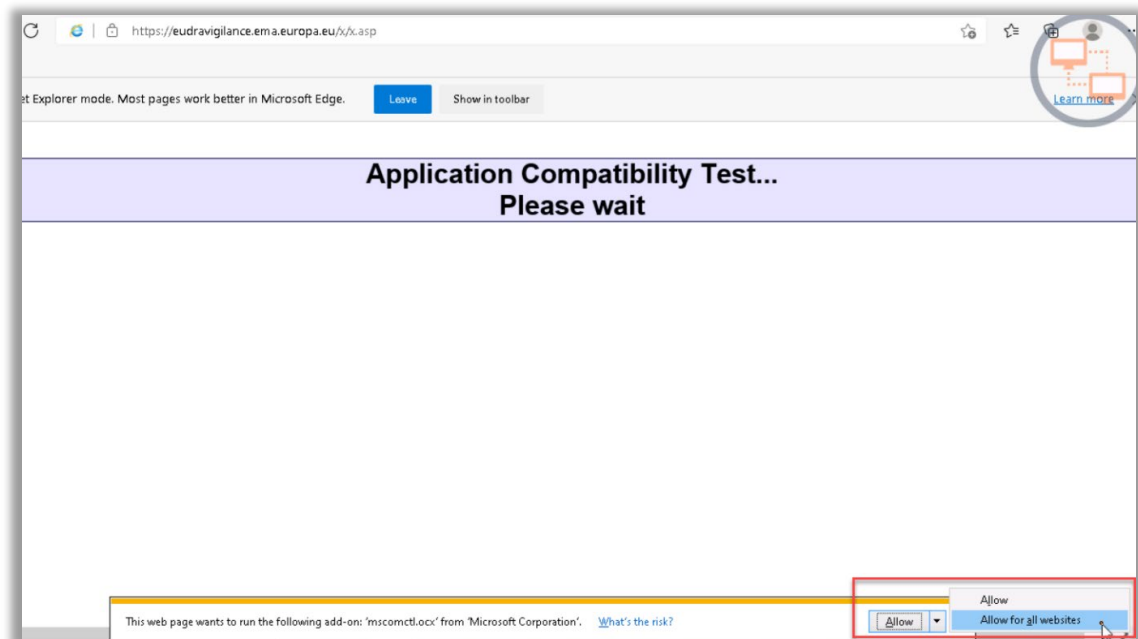 https://eudravigilance.ema.europa.eu/x/x.asp
et Explorer mode. Most pages work better in Microsoft Edge. Leave Show in toolbar Learn more
Application Compatibility Test...
Please wait
Allow
This web page wants to run the following add-on: 'mscomctl.ocx' from 'Microsoft Corporation'. What's the risk? Allow Allow for all websites